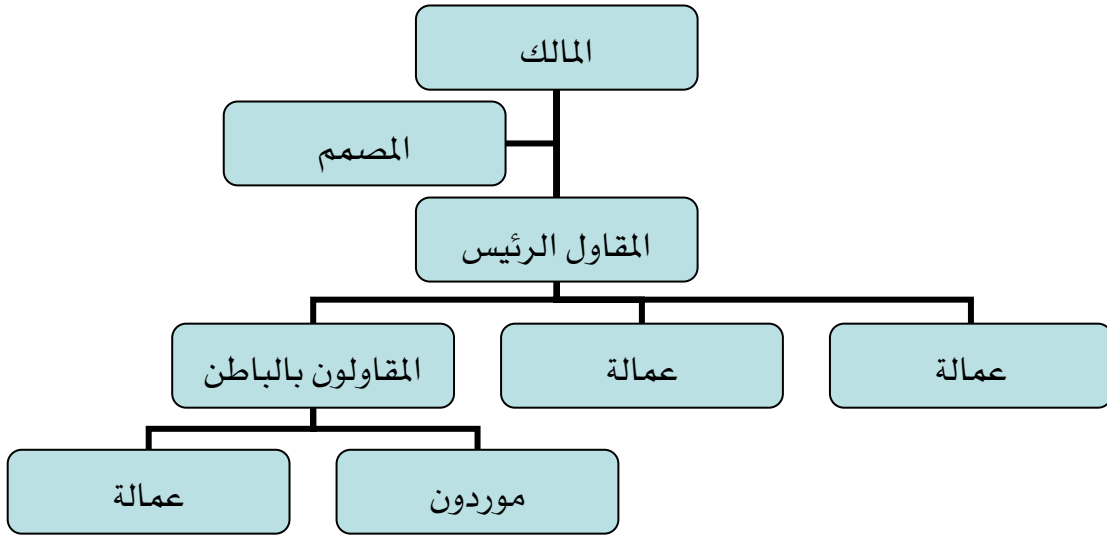 المالك
المصمم
المقاول الرئيس
عمالة
عمالة
المقاولون بالباطن
موردون
عمالة